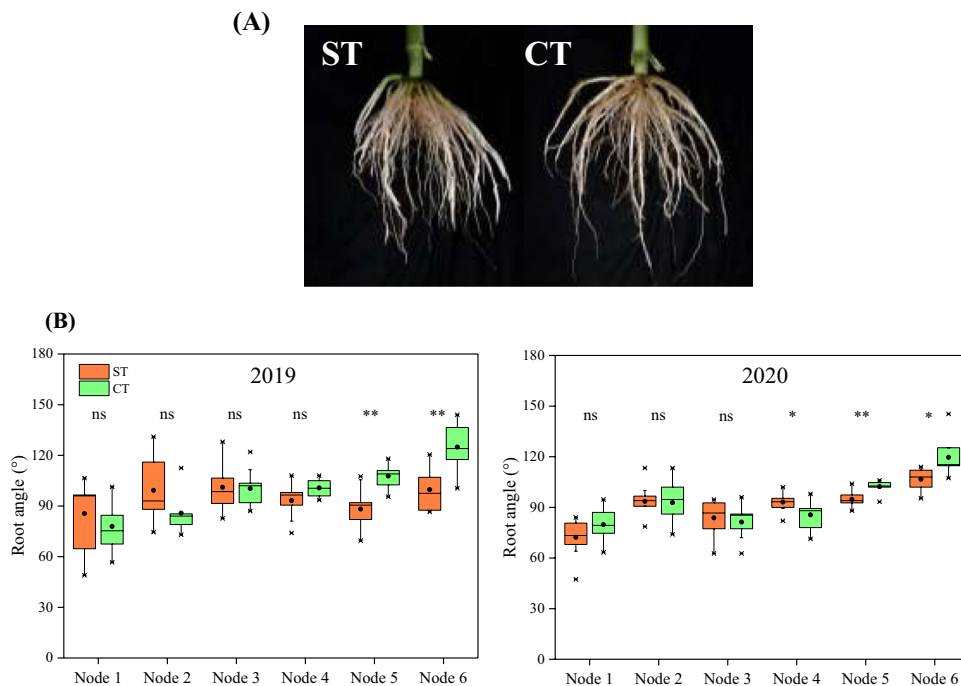 (A)
ST CT
(B)
2019
ST
CT
ns ns ns ns ** **
180
150
120
90
60
30
0
Root angle (°)
Node 1 Node 2 Node 3 Node 4 Node 5 Node 6
2020
ns ns ns * ** *
180
150
120
90
60
30
0
Root angle (°)
Node 1 Node 2 Node 3 Node 4 Node 5 Node 6